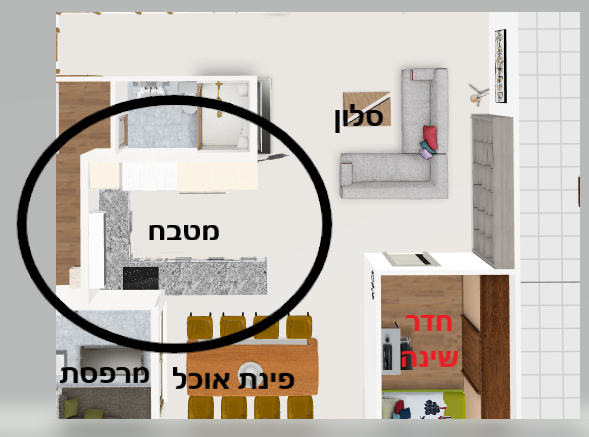 סלון
מטבח
חדר
שינה
מרפסת
פינת אוכל